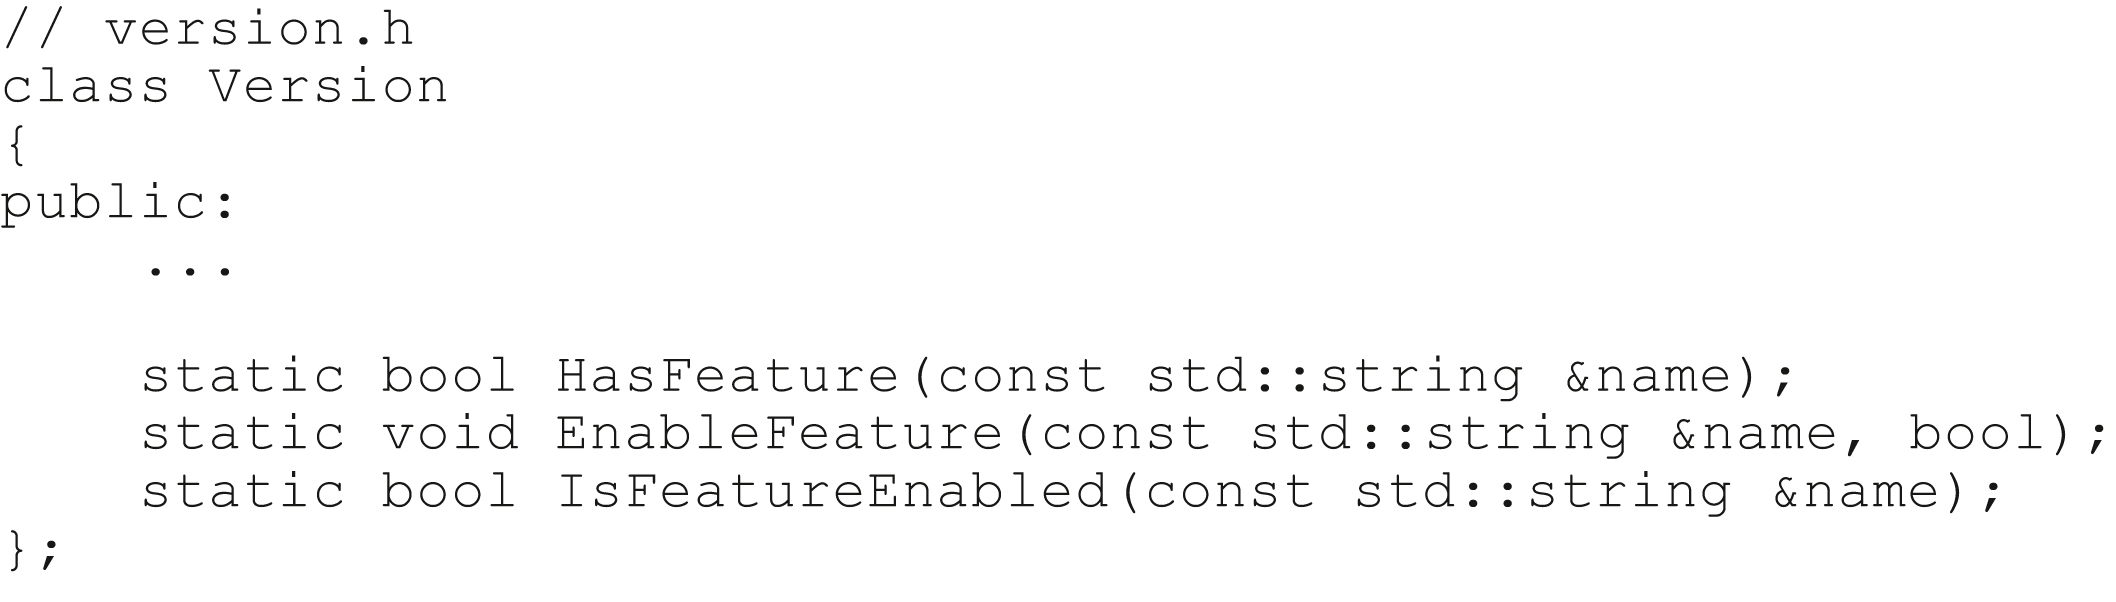 // version.h
class Version
{
public:
    ...

    static bool HasFeature(const std::string &name);
    static void EnableFeature(const std::string &name, bool);
    static bool IsFeatureEnabled(const std::string &name);
};